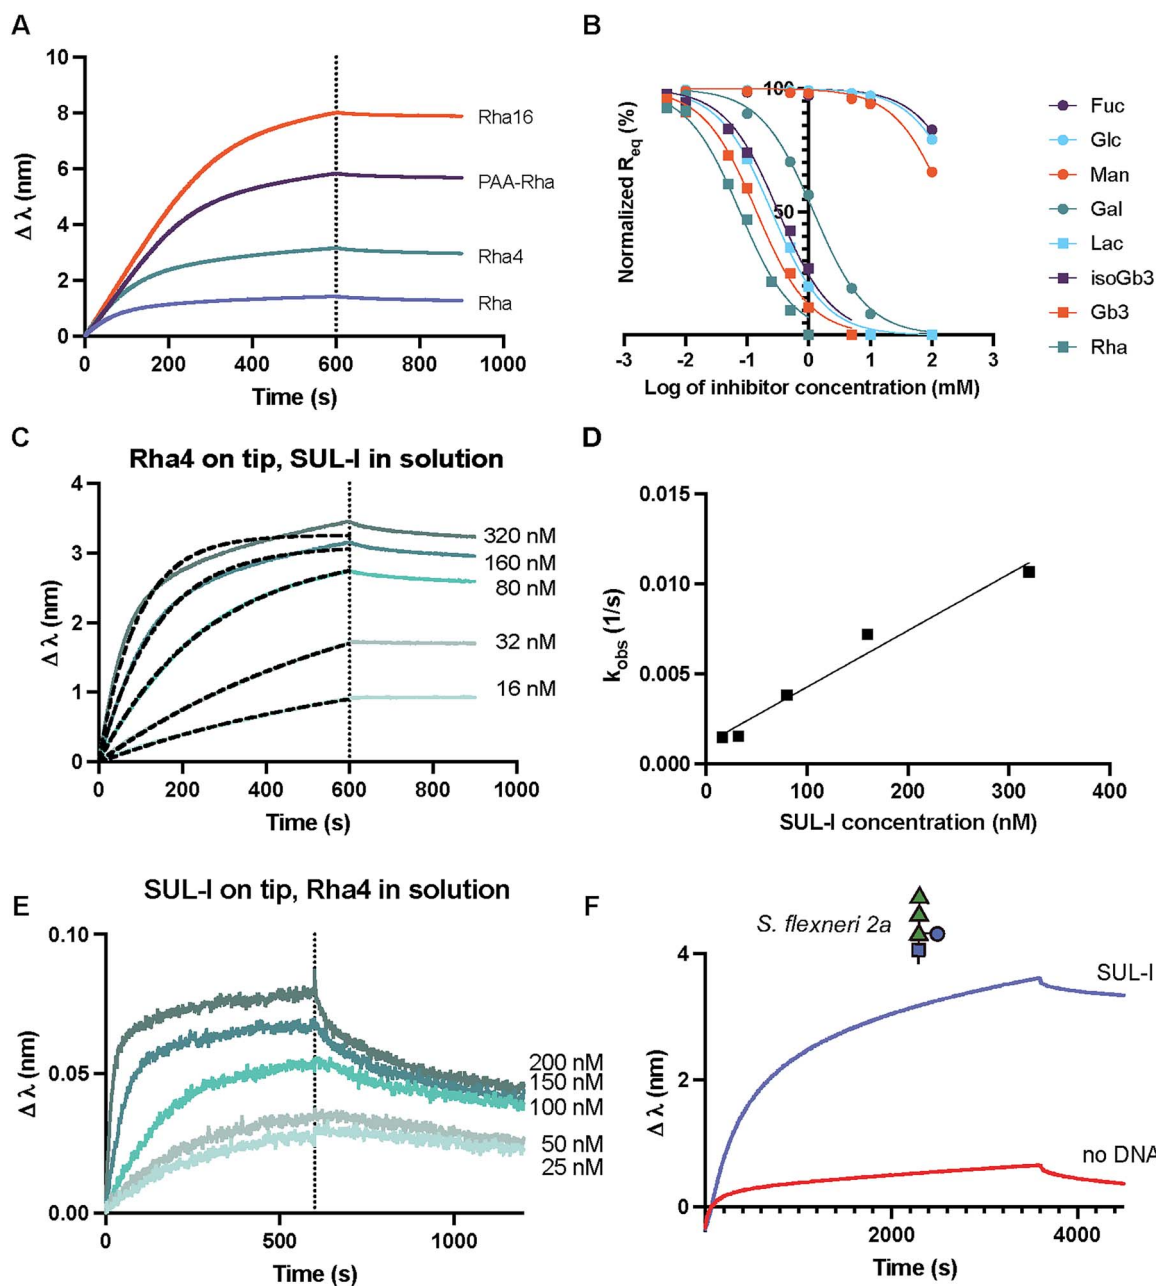 A
10
8
6
4
2
0
Δ λ (nm)
0 200 400 600 800 1000
Time (s)
Rha16
PAA-Rha
Rha4
Rha
B
100
50
Normalized Req (%)
-3 -2 -1 0 1 2 3
Log of inhibitor concentration (mM)
Fuc
Glc
Man
Gal
Lac
isoGb3
Gb3
Rha
C
Rha4 on tip, SUL-I in solution
4
3
2
1
0
Δ λ (nm)
0 200 400 600 800 1000
Time (s)
320 nM
160 nM
80 nM
32 nM
16 nM
D
0.015
0.010
0.005
0.000
kobs (1/s)
0 100 200 300 400
SUL-I concentration (nM)
E
SUL-I on tip, Rha4 in solution
0.10
0.05
0.00
Δ λ (nm)
0 500 1000
Time (s)
200 nM
150 nM
100 nM
50 nM
25 nM
F
S. flexneri 2a
4
2
0
Δ λ (nm)
2000 4000
Time (s)
SUL-I
no DNA